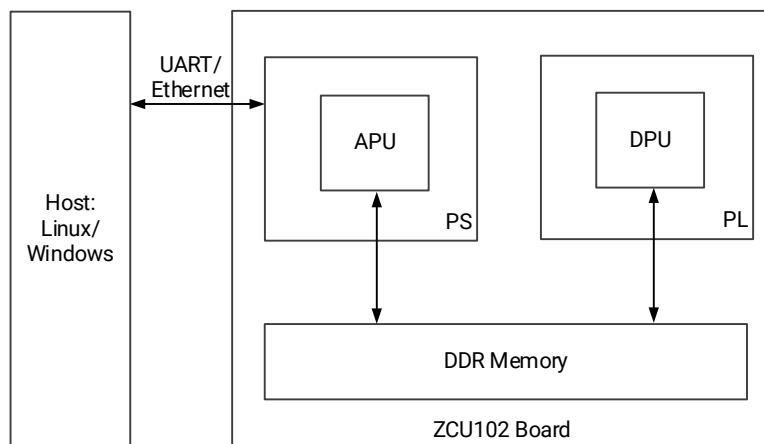 UART/
Ethernet
APU
DPU
Host:
Linux/
Windows
PS
PL
DDR Memory
ZCU102 Board